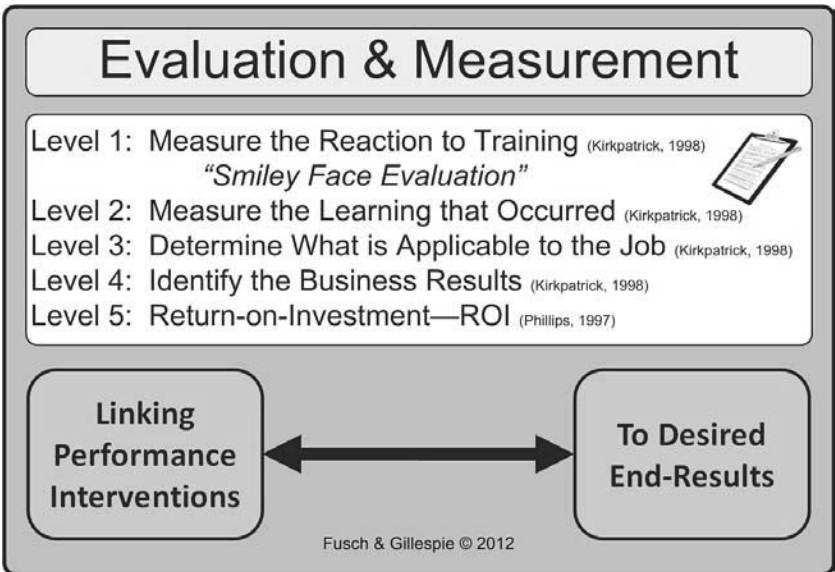 Evaluation & Measurement
Level 1: Measure the Reaction to Training (Kirkpatrick, 1998)
“Smiley Face Evaluation”
Level 2: Measure the Learning that Occurred (Kirkpatrick, 1998)
Level 3: Determine What is Applicable to the Job (Kirkpatrick, 1998)
Level 4: Identify the Business Results (Kirkpatrick, 1998)
Level 5: Return-on-Investment—ROI (Phillips, 1997)
Linking
Performance
Interventions
To Desired
End-Results
Fusch & Gillespie © 2012